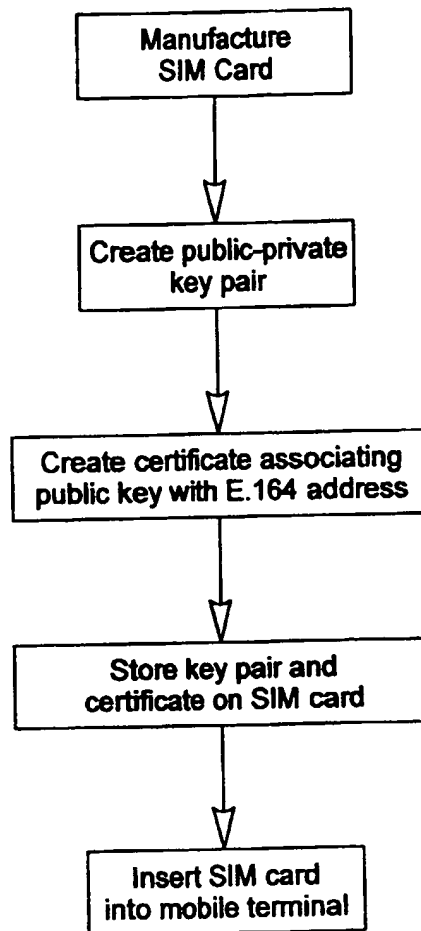 Manufacture
SIM Card
Create public-private
key pair
Create certificate associating
public key with E.164 address
Store key pair and
certificate on SIM card
Insert SIM card
into mobile terminal